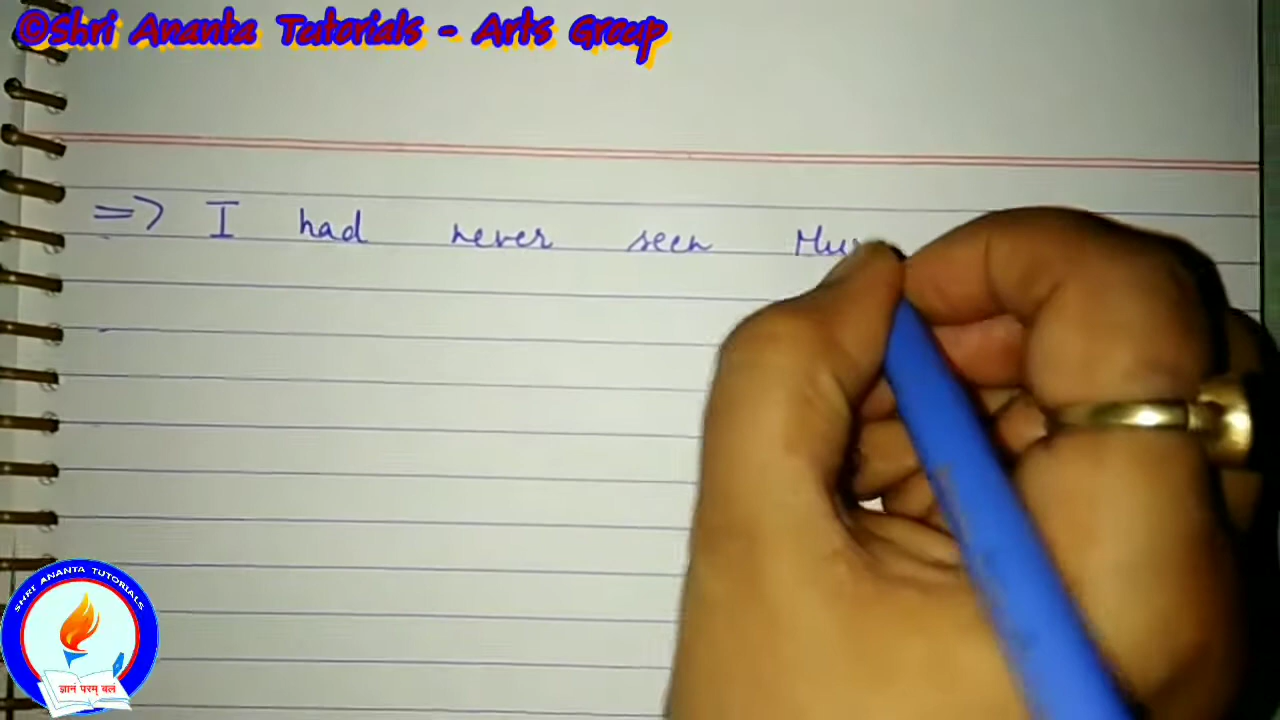 ©Shri Ananta Tutorials - Arts Group
=> I had never seen
SHRI ANANTA TUTORIALS
ज्ञानं परमं बलं